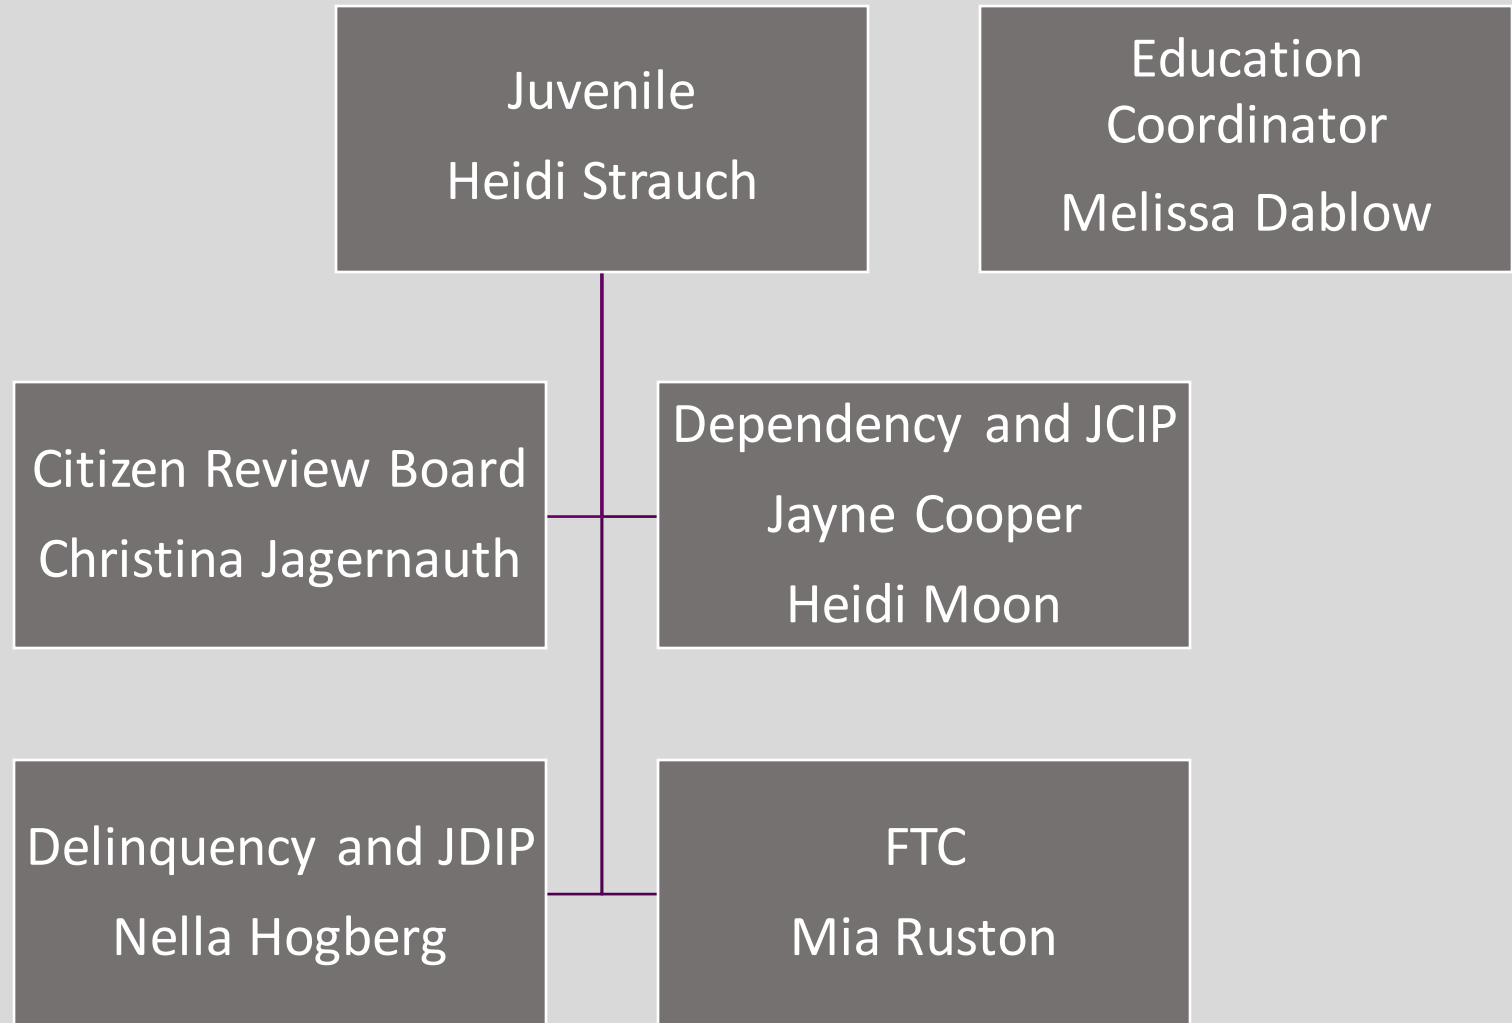 Juvenile
Heidi Strauch
Education
Coordinator
Melissa Dablow
Citizen Review Board
Christina Jagernauth
Dependency and JCIP
Jayne Cooper
Heidi Moon
Delinquency and JDIP
Nella Hogberg
FTC
Mia Ruston